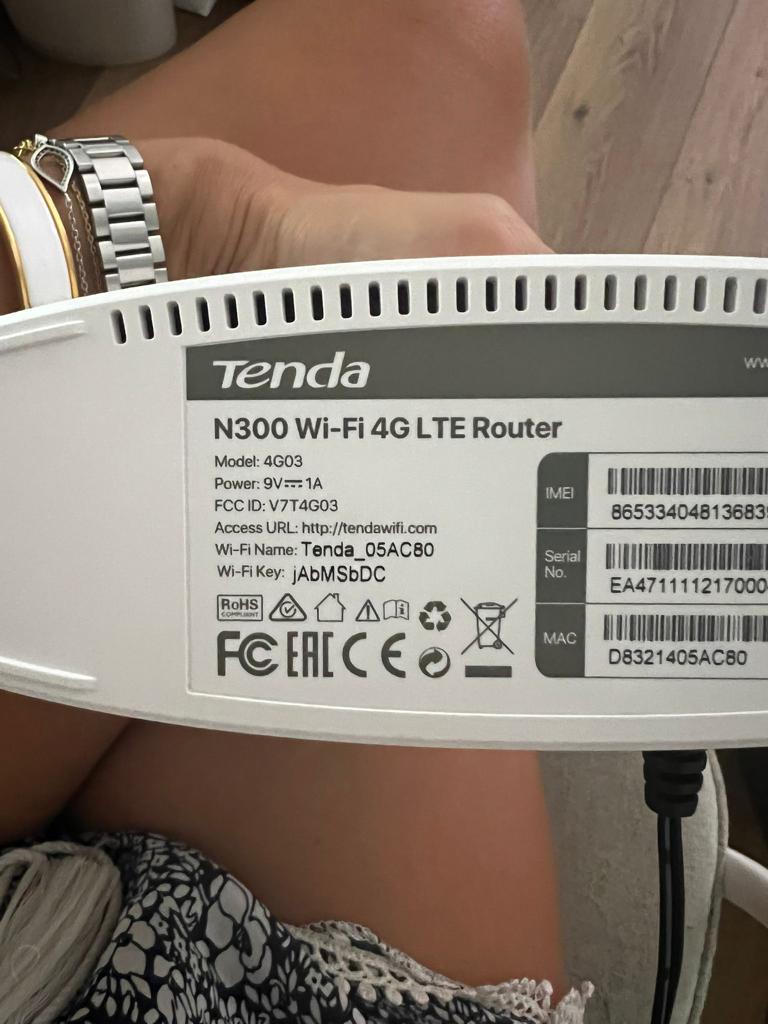 Tenda
N300 Wi-Fi 4G LTE Router
Model: 4G03
Power: 9V⎓1A
FCC ID: V7T4G03
Access URL: http://tendawifi.com
Wi-Fi Name: Tenda_05AC80
Wi-Fi Key: jAbMSbDC
RoHS
COMPLIANT
FC EAC CE
IMEI
86533404813683
Serial
No.
EA471111217000
MAC
D8321405AC80